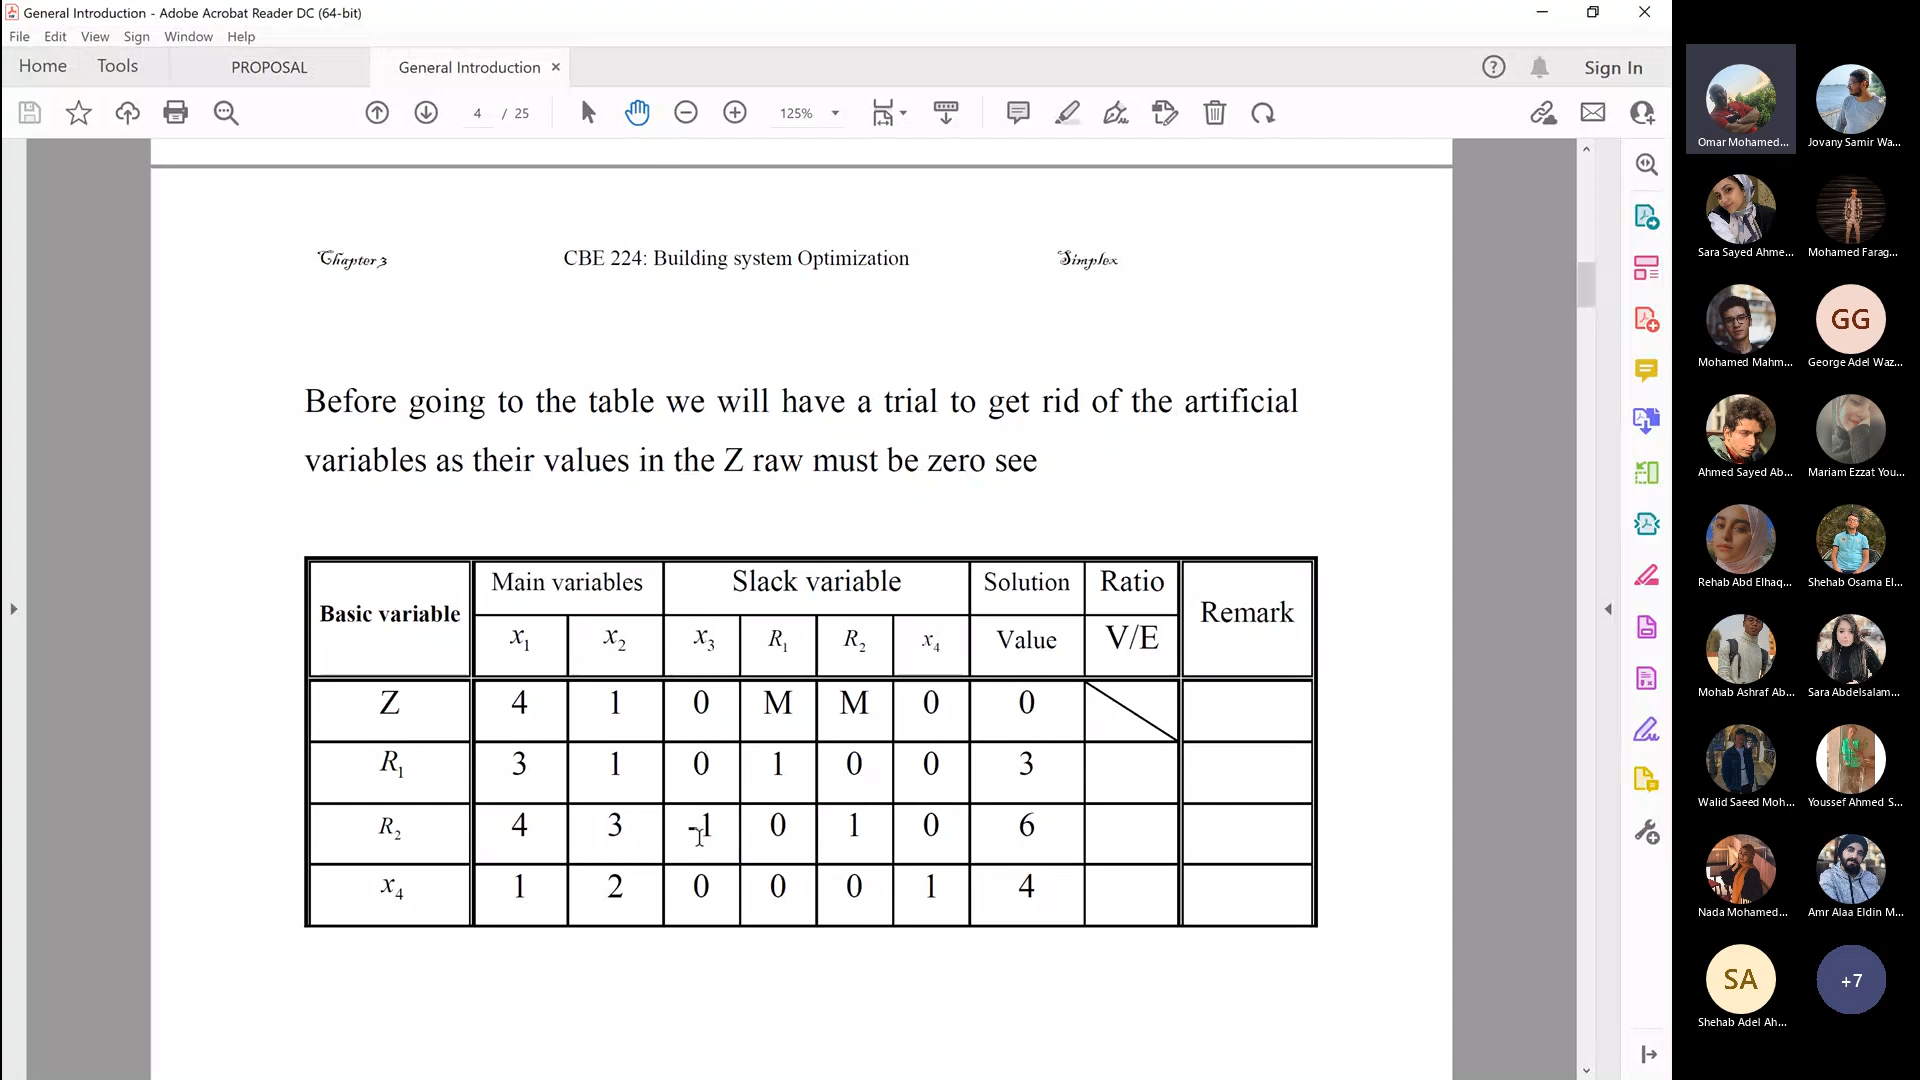 General Introduction - Adobe Acrobat Reader DC (64-bit)
File Edit View Sign Window Help
Home Tools PROPOSAL General Introduction × Sign In
4 / 25 125%
Chapter 3 CBE 224: Building system Optimization Simplex
Before going to the table we will have a trial to get rid of the artificial
variables as their values in the Z raw must be zero see
Basic variable Main variables Slack variable Solution Ratio Remark
x₁ x₂ x₃ R₁ R₂ x₄ Value V/E
Z 4 1 0 M M 0 0
R₁ 3 1 0 1 0 0 3
R₂ 4 3 -1 0 1 0 6
x₄ 1 2 0 0 0 1 4
Omar Mohamed... Jovany Samir Wa...
Sara Sayed Ahme... Mohamed Farag...
GG
Mohamed Mahm... George Adel Waz...
Ahmed Sayed Ab... Mariam Ezzat You...
Rehab Abd Elhaq... Shehab Osama El...
Mohab Ashraf Ab... Sara Abdelsalam...
Walid Saeed Moh... Youssef Ahmed S...
Nada Mohamed... Amr Alaa Eldin M...
SA +7
Shehab Adel Ah...